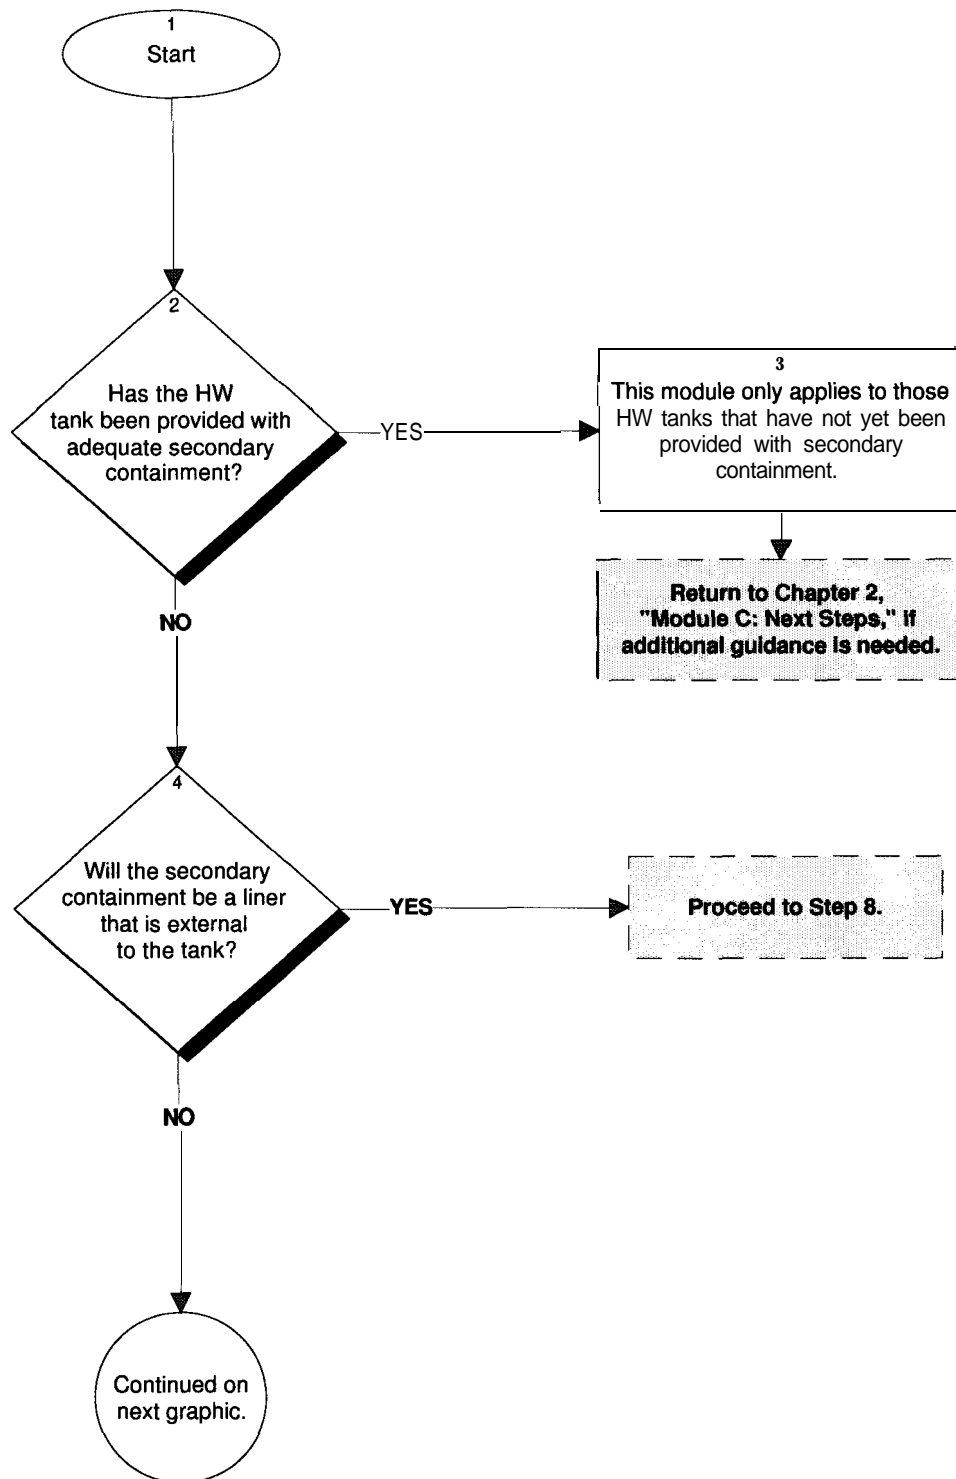 1
Start
2
Has the HW
tank been provided with
adequate secondary
containment?
YES
3
This module only applies to those
HW tanks that have not yet been
provided with secondary
containment.
Return to Chapter 2,
"Module C: Next Steps," if
additional guidance is needed.
NO
4
Will the secondary
containment be a liner
that is external
to the tank?
YES
Proceed to Step 8.
NO
Continued on
next graphic.